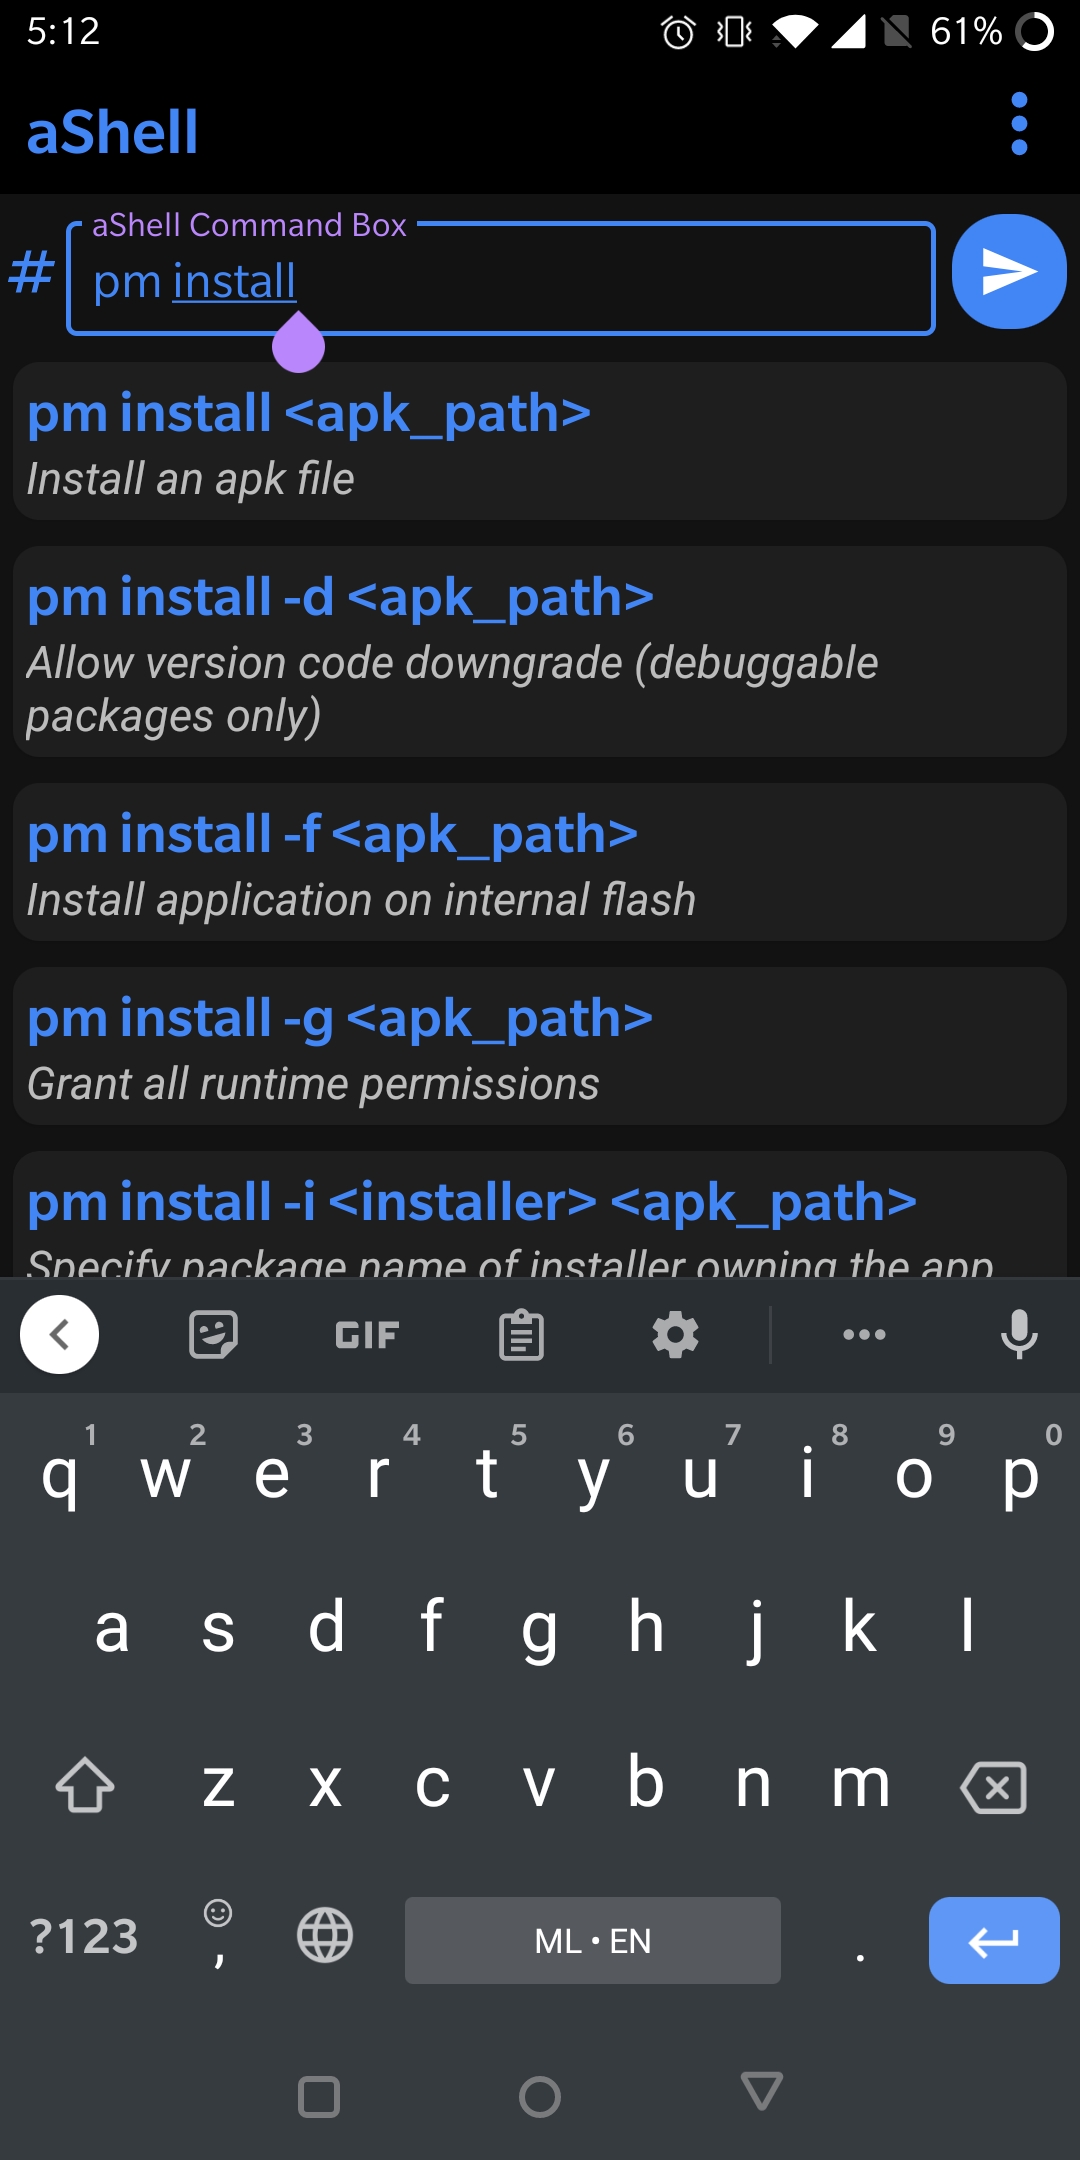 5:12
61%
aShell
aShell Command Box
# pm install
pm install <apk_path>
Install an apk file
pm install -d <apk_path>
Allow version code downgrade (debuggable
packages only)
pm install -f <apk_path>
Install application on internal flash
pm install -g <apk_path>
Grant all runtime permissions
pm install -i <installer> <apk_path>
Specify package name of installer owning the app
GIF
1 2 3 4 5 6 7 8 9 0
q w e r t y u i o p
a s d f g h j k l
z x c v b n m
?123 , ML • EN .